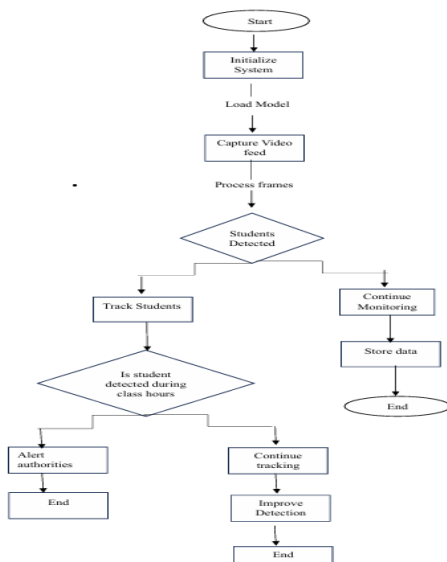 Start
Initialize
System
Load Model
Capture Video
feed
Process frames
Students
Detected
Track Students
Continue
Monitoring
Store data
End
Is student
detected during
class hours
Alert
authorities
End
Continue
tracking
Improve
Detection
End